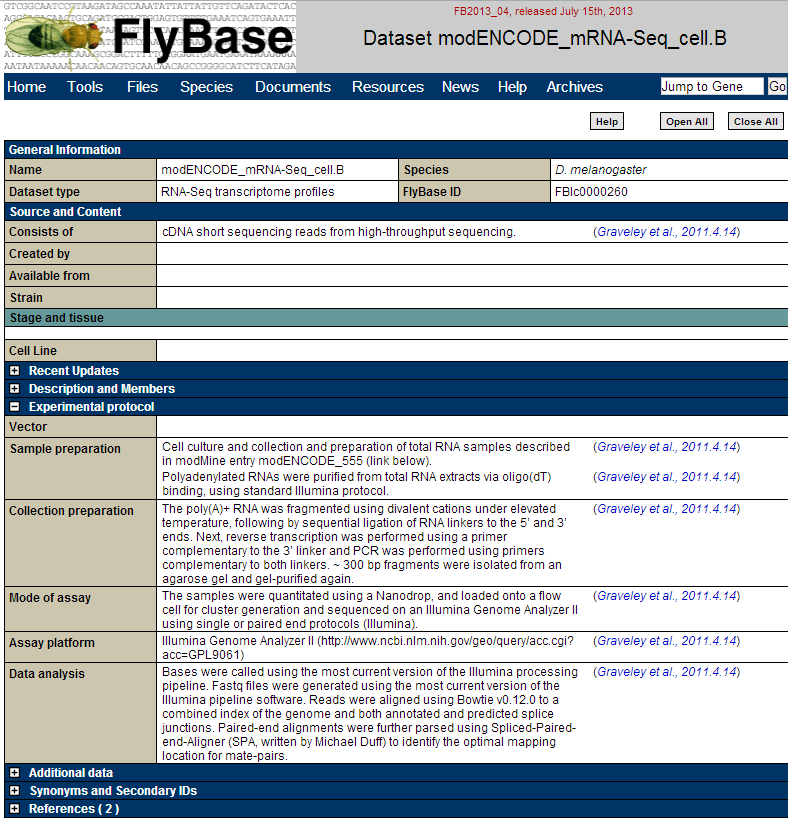 FlyBase
FB2013_04, released July 15th, 2013
Dataset modENCODE_mRNA-Seq_cell.B
Home Tools Files Species Documents Resources News Help Archives Jump to Gene Go
Help Open All Close All
General Information
Name modENCODE_mRNA-Seq_cell.B Species D. melanogaster
Dataset type RNA-Seq transcriptome profiles FlyBase ID FBlc0000260
Source and Content
Consists of cDNA short sequencing reads from high-throughput sequencing. (Graveley et al., 2011.4.14)
Created by
Available from
Strain
Stage and tissue
Cell Line
Recent Updates
Description and Members
Experimental protocol
Vector
Sample preparation Cell culture and collection and preparation of total RNA samples described (Graveley et al., 2011.4.14)
in modMine entry modENCODE_555 (link below).
Polyadenylated RNAs were purified from total RNA extracts via oligo(dT) (Graveley et al., 2011.4.14)
binding, using standard Illumina protocol.
Collection preparation The poly(A)+ RNA was fragmented using divalent cations under elevated (Graveley et al., 2011.4.14)
temperature, following by sequential ligation of RNA linkers to the 5' and 3'
ends. Next, reverse transcription was performed using a primer
complementary to the 3' linker and PCR was performed using primers
complementary to both linkers. ~ 300 bp fragments were isolated from an
agarose gel and gel-purified again.
Mode of assay The samples were quantitated using a Nanodrop, and loaded onto a flow (Graveley et al., 2011.4.14)
cell for cluster generation and sequenced on an Illumina Genome Analyzer II
using single or paired end protocols (Illumina).
Assay platform Illumina Genome Analyzer II (http://www.ncbi.nlm.nih.gov/geo/query/acc.cgi? (Graveley et al., 2011.4.14)
acc=GPL9061)
Data analysis Bases were called using the most current version of the Illumina processing (Graveley et al., 2011.4.14)
pipeline. Fastq files were generated using the most current version of the
Illumina pipeline software. Reads were aligned using Bowtie v0.12.0 to a
combined index of the genome and both annotated and predicted splice
junctions. Paired-end alignments were further parsed using Spliced-Paired-
end-Aligner (SPA, written by Michael Duff) to identify the optimal mapping
location for mate-pairs.
Additional data
Synonyms and Secondary IDs
References ( 2 )